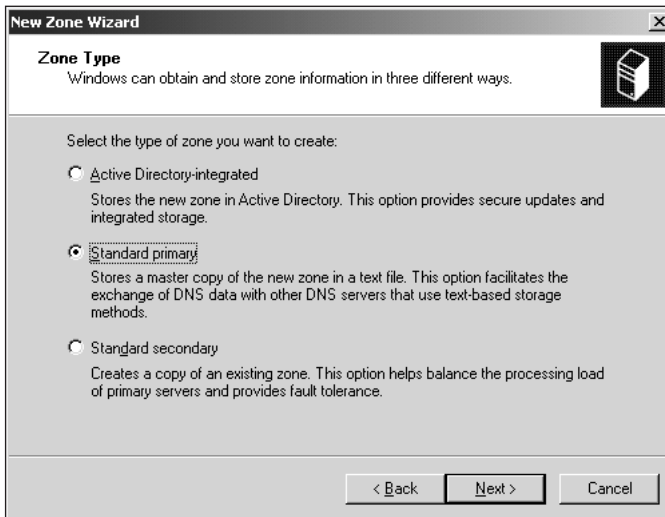 New Zone Wizard
Zone Type
Windows can obtain and store zone information in three different ways.
Select the type of zone you want to create:
Active Directory-integrated
Stores the new zone in Active Directory. This option provides secure updates and
integrated storage.
Standard primary
Stores a master copy of the new zone in a text file. This option facilitates the
exchange of DNS data with other DNS servers that use text-based storage
methods.
Standard secondary
Creates a copy of an existing zone. This option helps balance the processing load
of primary servers and provides fault tolerance.
< Back Next > Cancel